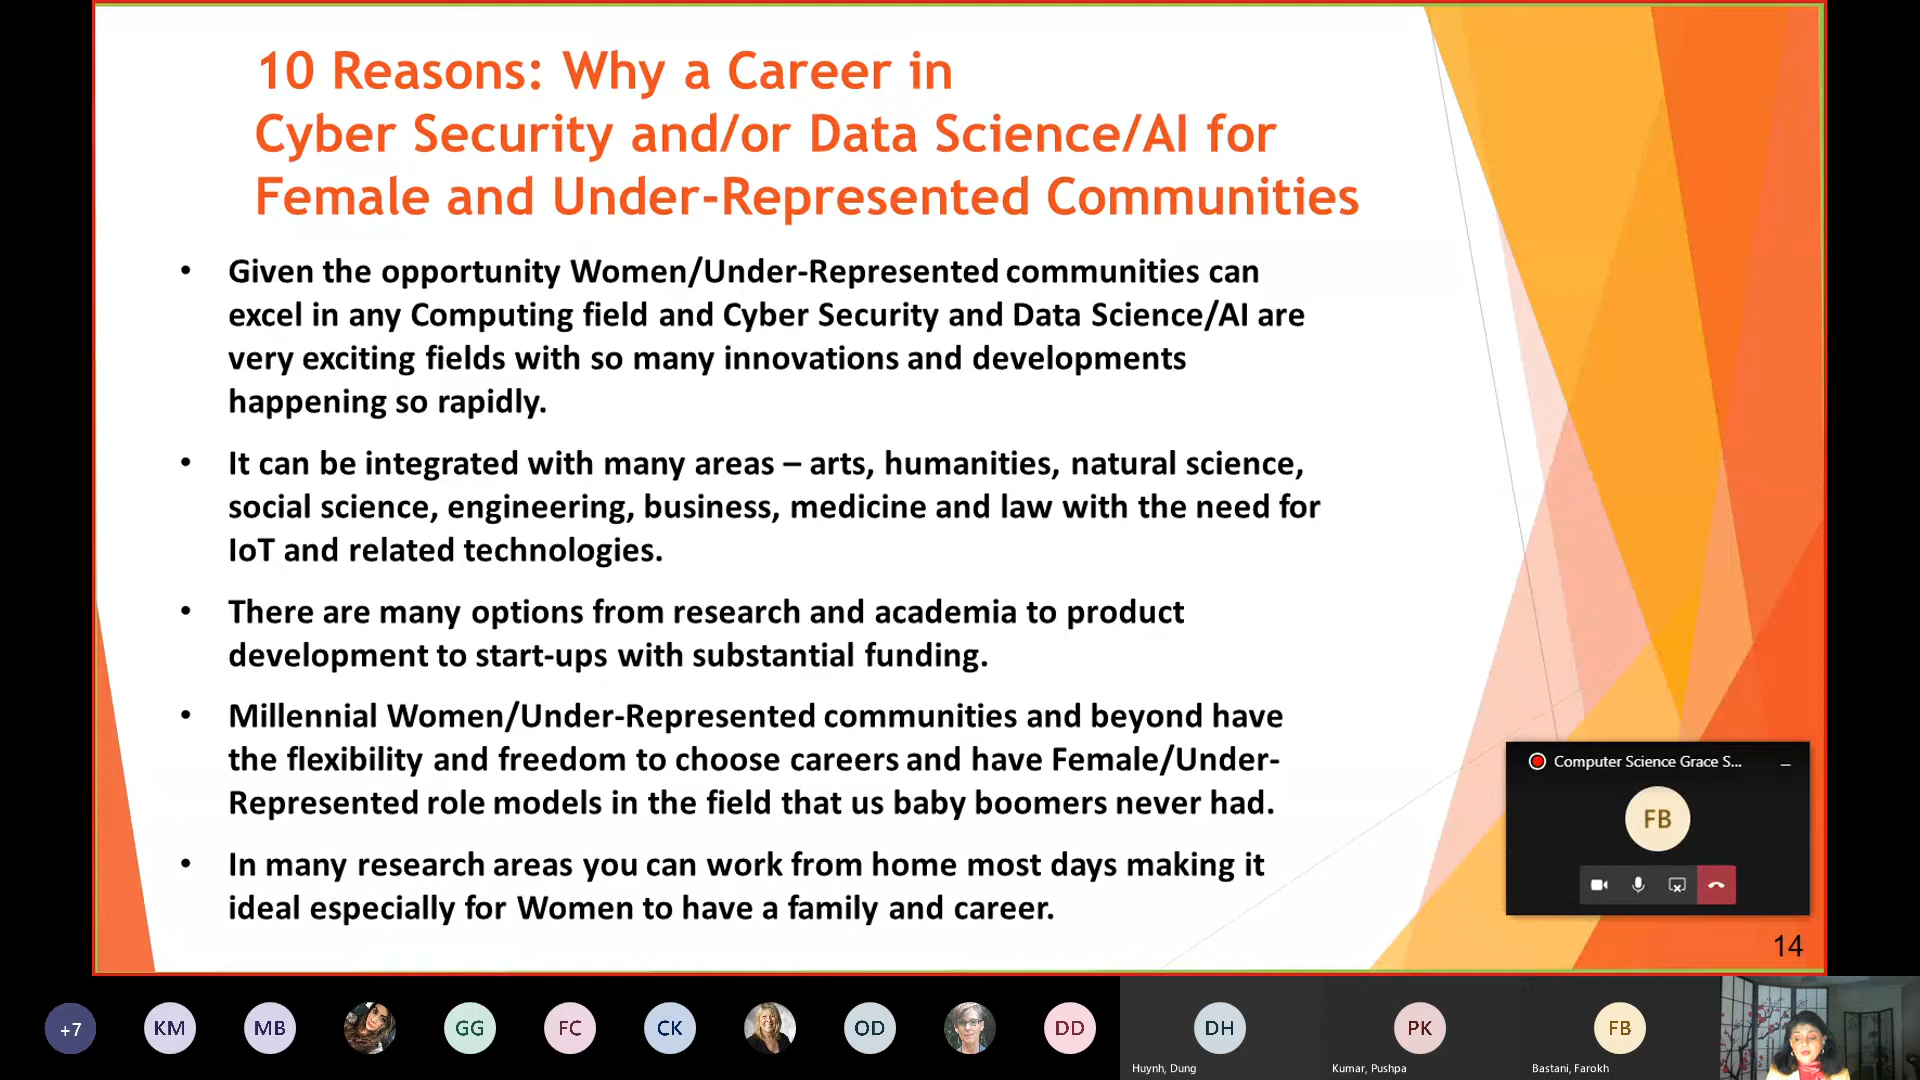 10 Reasons: Why a Career in
Cyber Security and/or Data Science/AI for
Female and Under-Represented Communities
• Given the opportunity Women/Under-Represented communities can
excel in any Computing field and Cyber Security and Data Science/AI are
very exciting fields with so many innovations and developments
happening so rapidly.
• It can be integrated with many areas – arts, humanities, natural science,
social science, engineering, business, medicine and law with the need for
IoT and related technologies.
• There are many options from research and academia to product
development to start-ups with substantial funding.
• Millennial Women/Under-Represented communities and beyond have
the flexibility and freedom to choose careers and have Female/Under-
Represented role models in the field that us baby boomers never had.
• In many research areas you can work from home most days making it
ideal especially for Women to have a family and career.
Computer Science Grace S...
FB
14
+7
KM
MB
GG
FC
CK
OD
DD
DH
PK
FB
Huynh, Dung
Kumar, Pushpa
Bastani, Farokh